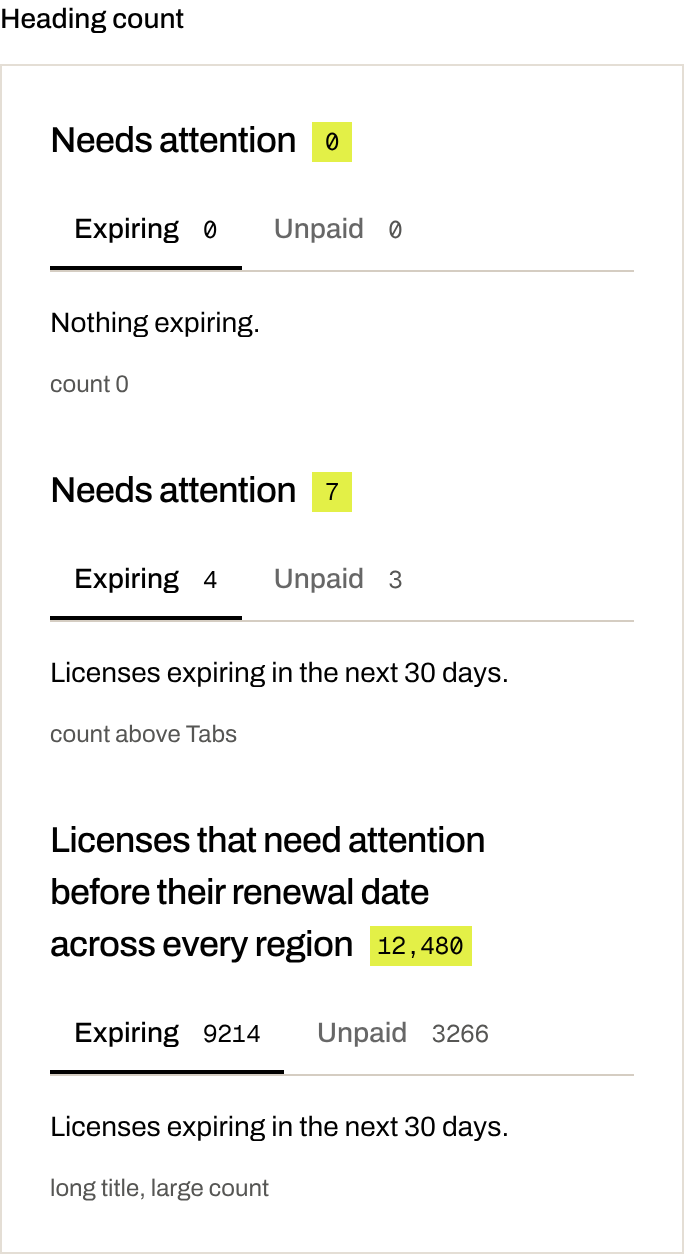 Heading count
Needs attention 0
Expiring 0 Unpaid 0
Nothing expiring.
count 0
Needs attention 7
Expiring 4 Unpaid 3
Licenses expiring in the next 30 days.
count above Tabs
Licenses that need attention
before their renewal date
across every region 12,480
Expiring 9214 Unpaid 3266
Licenses expiring in the next 30 days.
long title, large count